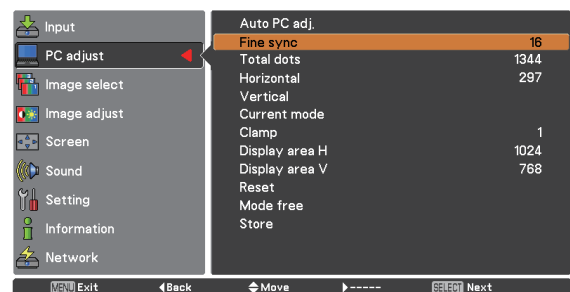 Input
PC adjust
Image select
Image adjust
Screen
Sound
Setting
Information
Network
Auto PC adj.
Fine sync 16
Total dots 1344
Horizontal 297
Vertical
Current mode
Clamp 1
Display area H 1024
Display area V 768
Reset
Mode free
Store
MENU Exit ◀Back ◆Move ▶----- SELECT Next